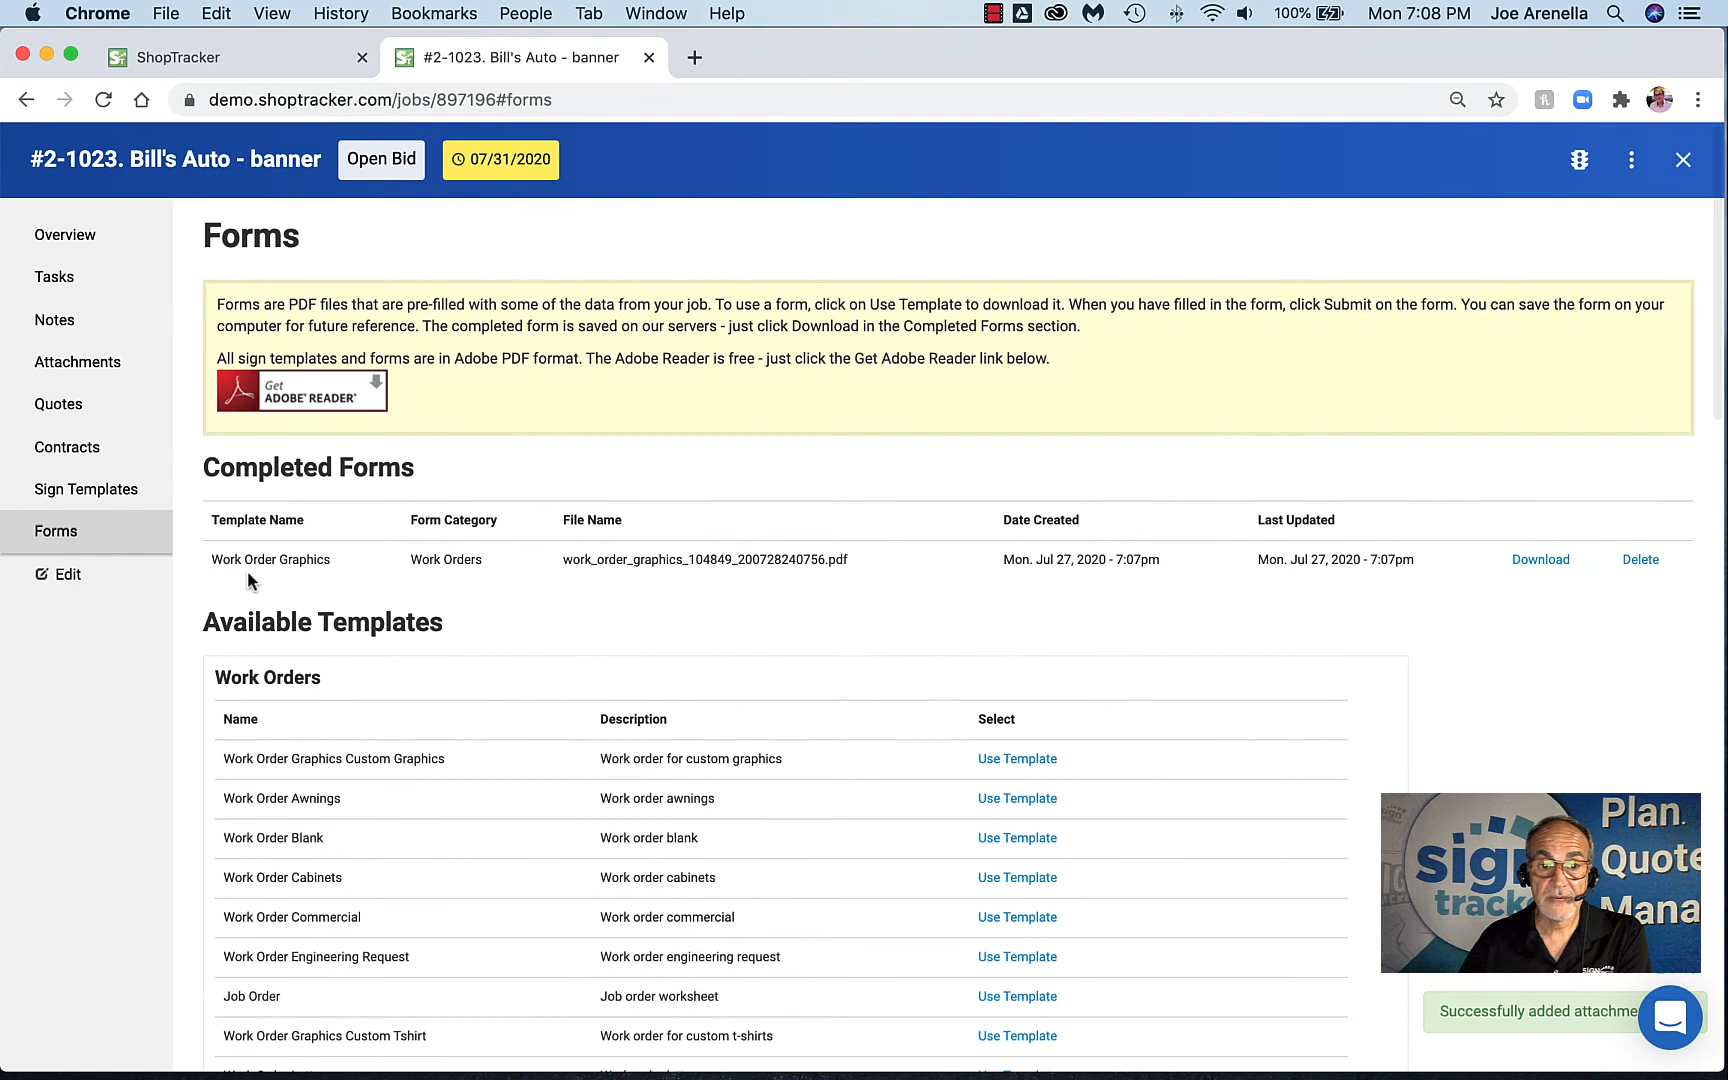 Chrome File Edit View History Bookmarks People Tab Window Help 100% Mon 7:08 PM Joe Arenella
ShopTracker #2-1023. Bill's Auto - banner
demo.shoptracker.com/jobs/897196#forms
#2-1023. Bill's Auto - banner Open Bid 07/31/2020
Overview
Tasks
Notes
Attachments
Quotes
Contracts
Sign Templates
Forms
Edit
Forms
Forms are PDF files that are pre-filled with some of the data from your job. To use a form, click on Use Template to download it. When you have filled in the form, click Submit on the form. You can save the form on your
computer for future reference. The completed form is saved on our servers - just click Download in the Completed Forms section.
All sign templates and forms are in Adobe PDF format. The Adobe Reader is free - just click the Get Adobe Reader link below.
Get
ADOBE® READER®
Completed Forms
Template Name Form Category File Name Date Created Last Updated
Work Order Graphics Work Orders work_order_graphics_104849_200728240756.pdf Mon. Jul 27, 2020 - 7:07pm Mon. Jul 27, 2020 - 7:07pm Download Delete
Available Templates
Work Orders
Name Description Select
Work Order Graphics Custom Graphics Work order for custom graphics Use Template
Work Order Awnings Work order awnings Use Template
Work Order Blank Work order blank Use Template
Work Order Cabinets Work order cabinets Use Template
Work Order Commercial Work order commercial Use Template
Work Order Engineering Request Work order engineering request Use Template
Job Order Job order worksheet Use Template
Work Order Graphics Custom Tshirt Work order for custom t-shirts Use Template
Plan.
Quote
Mana
sign
track
Successfully added attachme